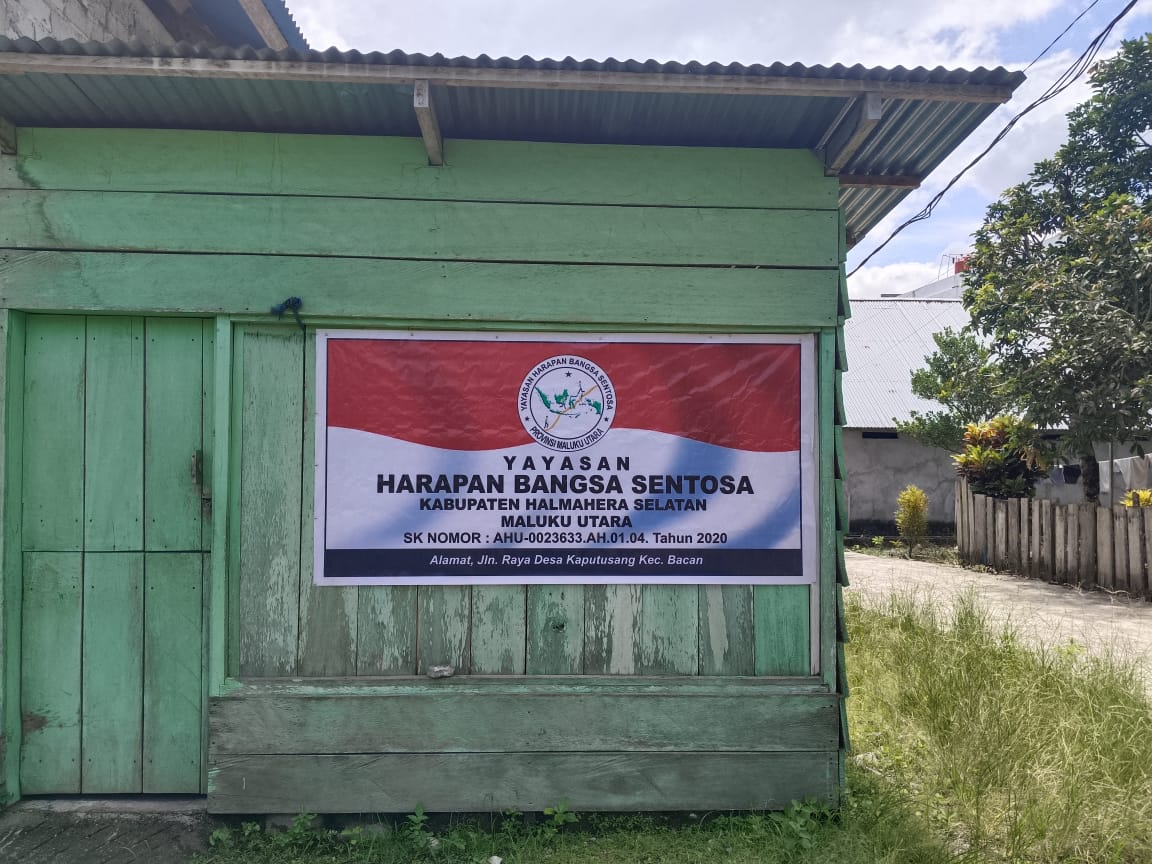 YAYASAN HARAPAN BANGSA SENTOSA
PROVINSI MALUKU UTARA
YAYASAN
HARAPAN BANGSA SENTOSA
KABUPATEN HALMAHERA SELATAN
MALUKU UTARA
SK NOMOR : AHU-0023633.AH.01.04. Tahun 2020
Alamat, Jln. Raya Desa Kaputusang Kec. Bacan